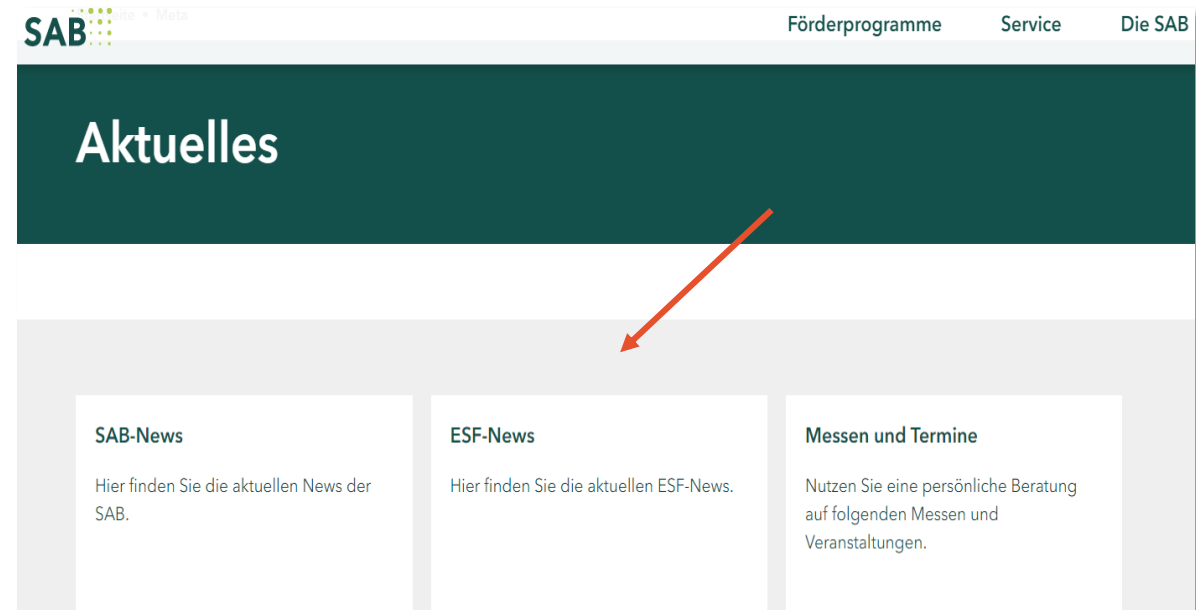 SAB
Meta
Förderprogramme Service Die SAB
Aktuelles
SAB-News
Hier finden Sie die aktuellen News der
SAB.
ESF-News
Hier finden Sie die aktuellen ESF-News.
Messen und Termine
Nutzen Sie eine persönliche Beratung
auf folgenden Messen und
Veranstaltungen.